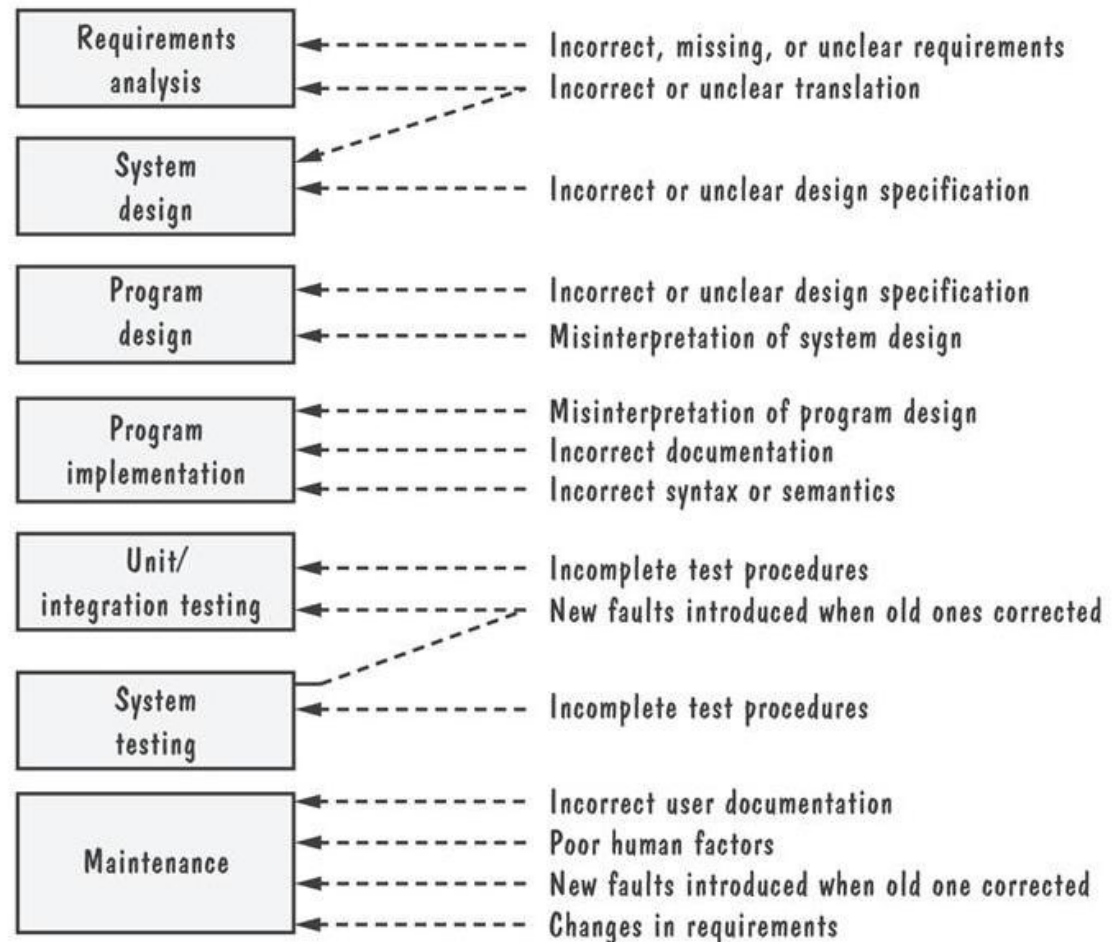 Requirements
analysis
Incorrect, missing, or unclear requirements
Incorrect or unclear translation
System
design
Incorrect or unclear design specification
Program
design
Incorrect or unclear design specification
Misinterpretation of system design
Program
implementation
Misinterpretation of program design
Incorrect documentation
Incorrect syntax or semantics
Unit/
integration testing
Incomplete test procedures
New faults introduced when old ones corrected
System
testing
Incomplete test procedures
Maintenance
Incorrect user documentation
Poor human factors
New faults introduced when old one corrected
Changes in requirements